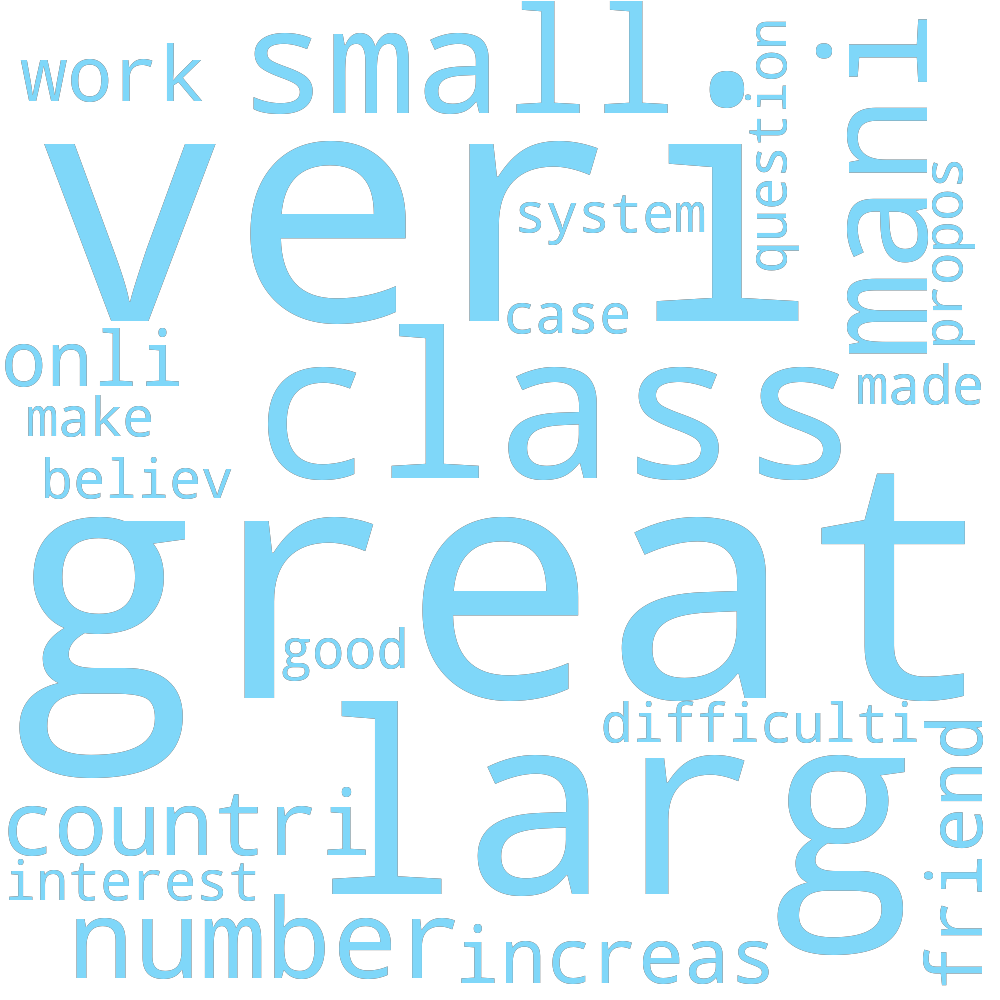 small
work
question
mani
veri
propos
system
case
onli
class
made
make
believ
great
good
difficulti
larg
friend
countri
interest
number
increas